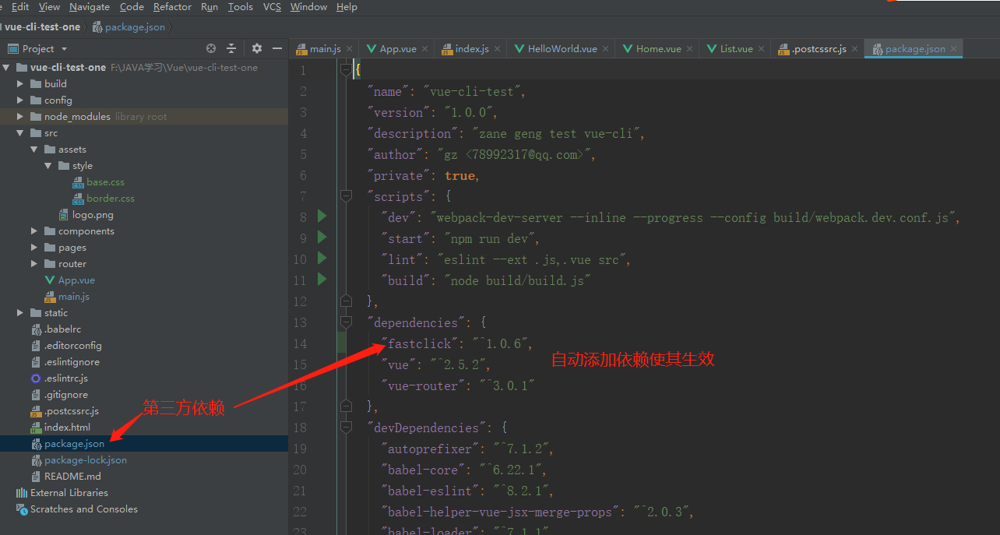 Edit View Navigate Code Refactor Run Tools VCS Window Help
vue-cli-test-one package.json
Project
main.js App.vue index.js HelloWorld.vue Home.vue List.vue .postcssrc.js package.json
vue-cli-test-one F:\JAVA学习\Vue\vue-cli-test-one
build
config
node_modules library root
src
assets
style
base.css
border.css
logo.png
components
pages
router
App.vue
main.js
static
.babelrc
.editorconfig
.eslintignore
.eslintrc.js
.gitignore
.postcssrc.js
index.html
package.json
package-lock.json
README.md
External Libraries
Scratches and Consoles
第三方依赖
1 {
2 "name": "vue-cli-test",
3 "version": "1.0.0",
4 "description": "zane geng test vue-cli",
5 "author": "gz <78992317@qq.com>",
6 "private": true,
7 "scripts": {
8 "dev": "webpack-dev-server --inline --progress --config build/webpack.dev.conf.js",
9 "start": "npm run dev",
10 "lint": "eslint --ext .js,.vue src",
11 "build": "node build/build.js"
12 },
13 "dependencies": {
14 "fastclick": "^1.0.6",
15 "vue": "^2.5.2",
16 "vue-router": "^3.0.1"
17 },
18 "devDependencies": {
19 "autoprefixer": "^7.1.2",
20 "babel-core": "^6.22.1",
21 "babel-eslint": "^8.2.1",
22 "babel-helper-vue-jsx-merge-props": "^2.0.3",
23 "babel-loader": "^7.1.1"
自动添加依赖使其生效